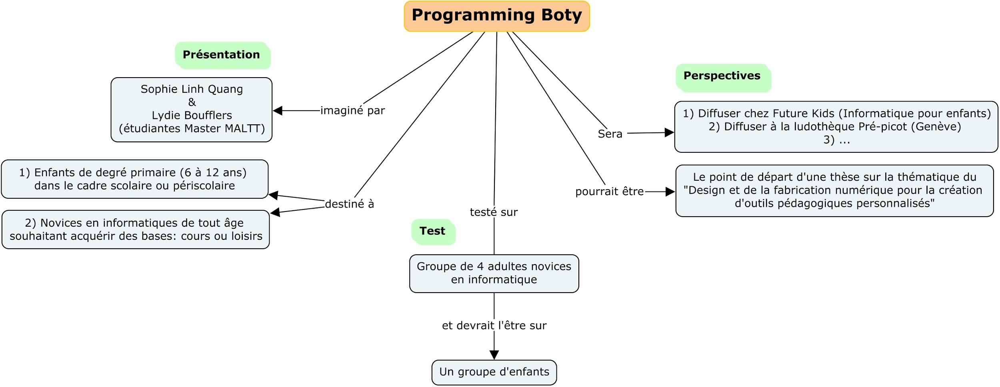 Programming Boty
Présentation
Sophie Linh Quang
&
Lydie Boufflers
(étudiantes Master MALTT)
imaginé par
1) Enfants de degré primaire (6 à 12 ans)
dans le cadre scolaire ou périscolaire
2) Novices en informatiques de tout âge
souhaitant acquérir des bases: cours ou loisirs
destiné à
testé sur
Test
Groupe de 4 adultes novices
en informatique
et devrait l'être sur
Un groupe d'enfants
Perspectives
Sera
1) Diffuser chez Future Kids (Informatique pour enfants)
2) Diffuser à la ludothèque Pré-picot (Genève)
3) ...
pourrait être
Le point de départ d'une thèse sur la thématique du
"Design et de la fabrication numérique pour la création
d'outils pédagogiques personnalisés"